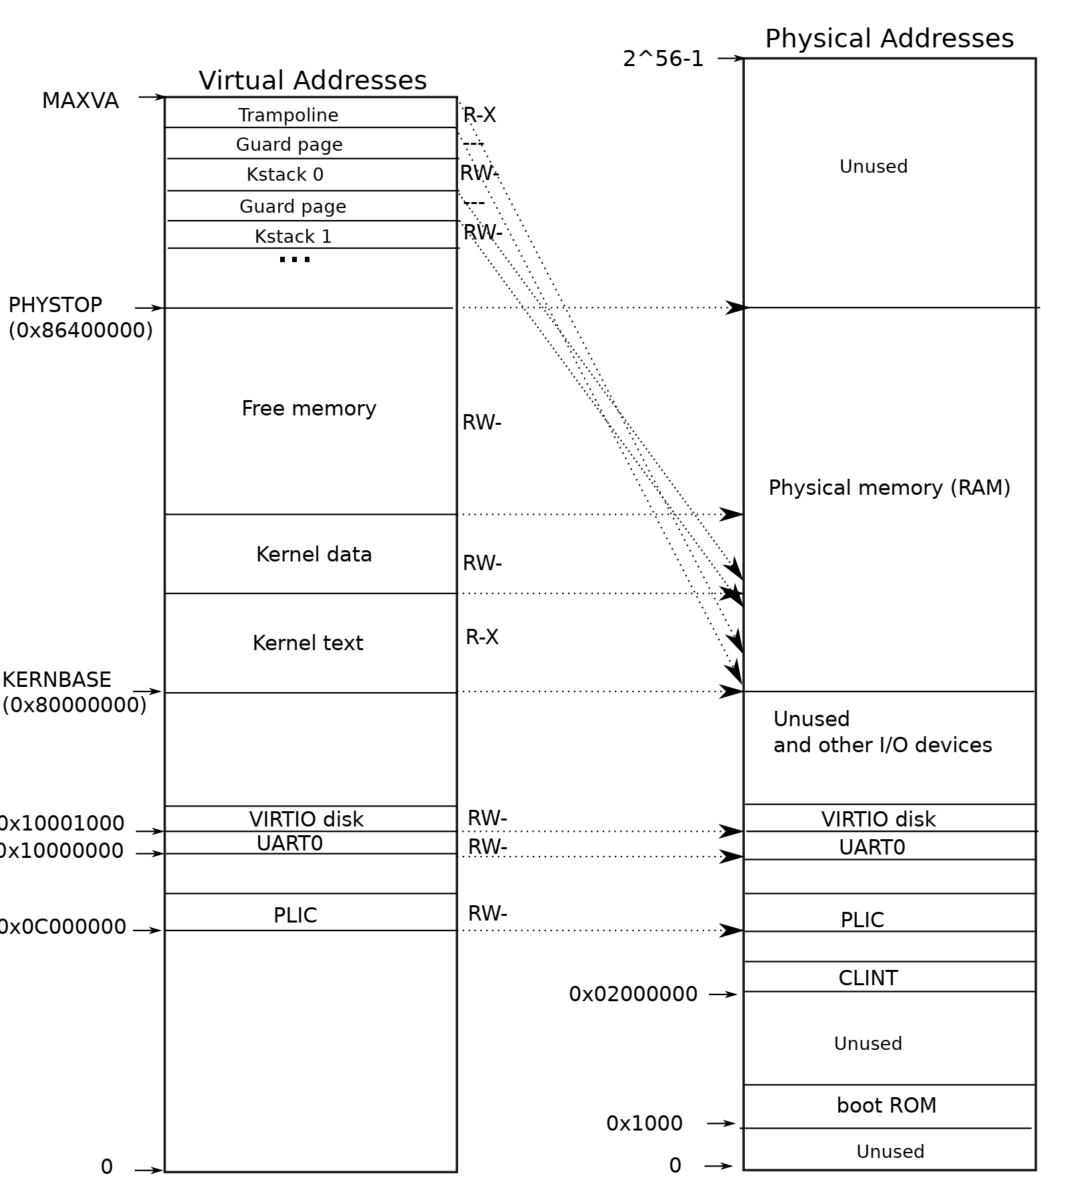 Physical Addresses
2^56-1
Virtual Addresses
MAXVA
Trampoline
R-X
Guard page
---
Kstack 0
RW-
Guard page
---
Kstack 1
RW-
...
Unused
PHYSTOP
(0x86400000)
Free memory
RW-
Physical memory (RAM)
Kernel data
RW-
Kernel text
R-X
KERNBASE
(0x80000000)
Unused
and other I/O devices
0x10001000
VIRTIO disk
RW-
VIRTIO disk
0x10000000
UART0
RW-
UART0
0x0C000000
PLIC
RW-
PLIC
CLINT
0x02000000
Unused
boot ROM
0x1000
Unused
0
0